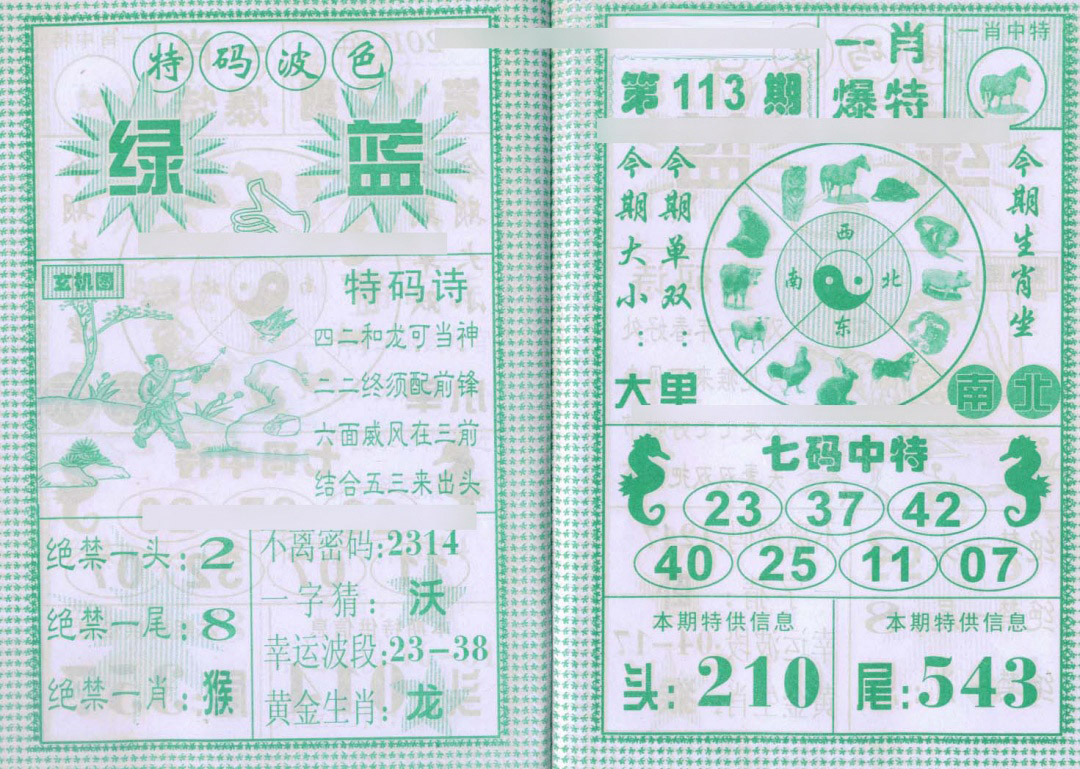 特码波色
绿 蓝
玄机图
特码诗
四二和龙可当神
二二终须配前锋
六面威风在三前
结合五三来出头
绝禁一头:2
绝禁一尾:8
绝禁一肖:猴
不离密码:2314
一字猜:沃
幸运波段:23-38
黄金生肖:龙
第113期
一肖
爆特
一肖中特
今期大小:大
今期单双:单
西
南
北
东
今期生肖坐
南北
七码中特
23 37 42
40 25 11 07
本期特供信息
头:210
本期特供信息
尾:543